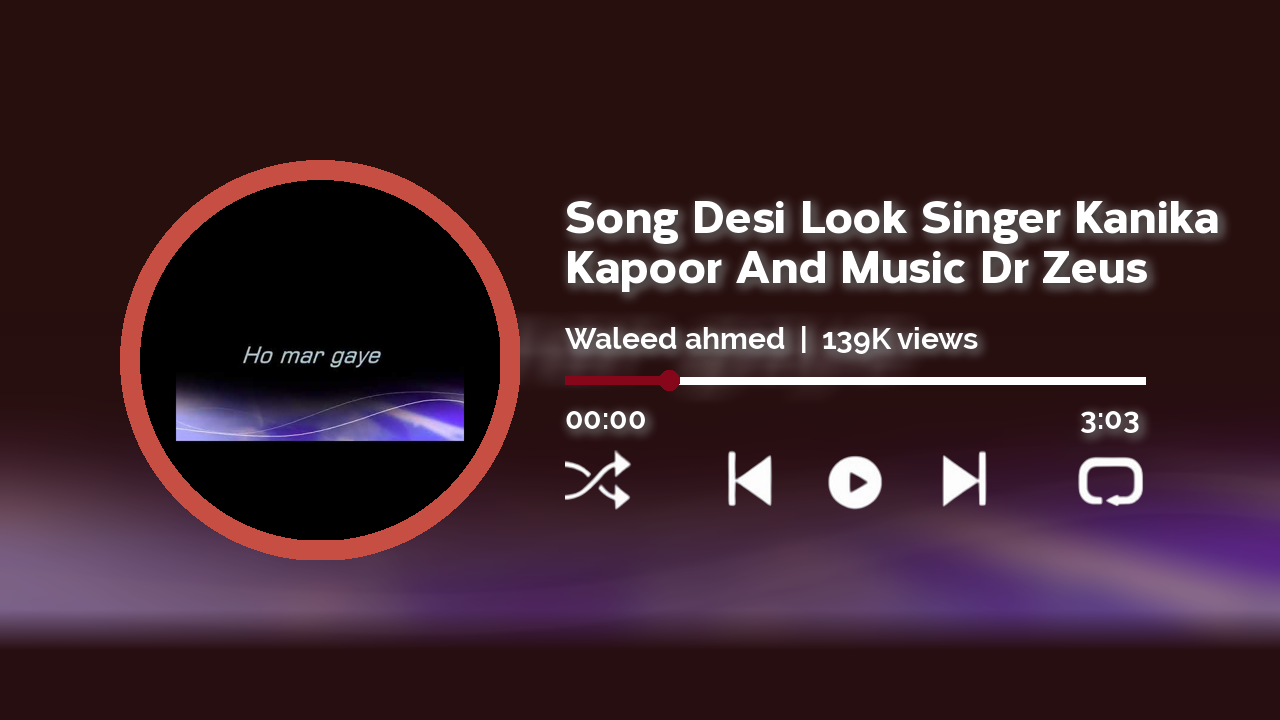 Ho mar gaye
Song Desi Look Singer Kanika
Kapoor And Music Dr Zeus
Waleed ahmed | 139K views
00:00
3:03